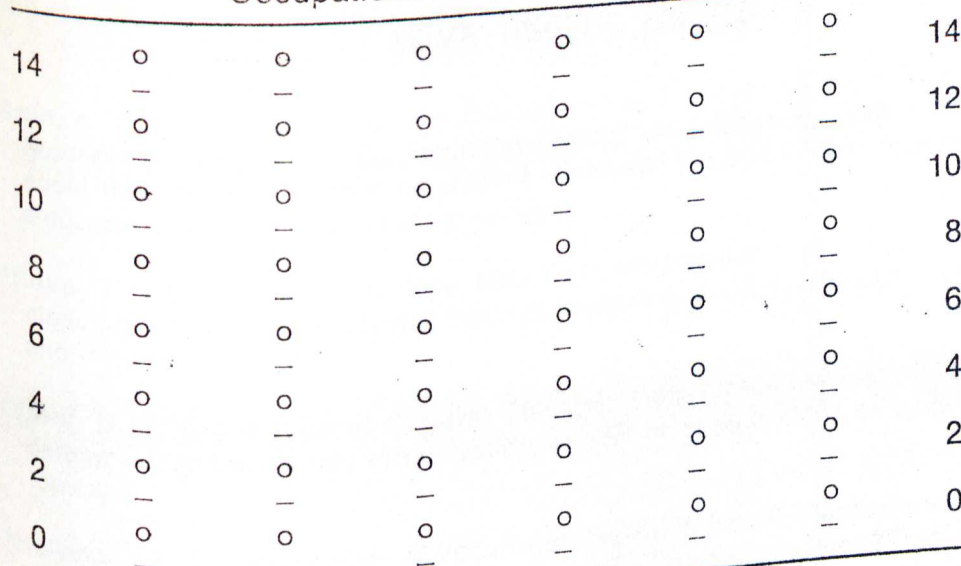 14 o o o o o o 14
— — — — — —
12 o o o o o o 12
— — — — — —
10 o o o o o o 10
— — — — — —
8 o o o o o o 8
— — — — — —
6 o o o o o o 6
— — — — — —
4 o o o o o o 4
— — — — — —
2 o o o o o o 2
— — — — — —
0 o o o o o o 0
— — — — —